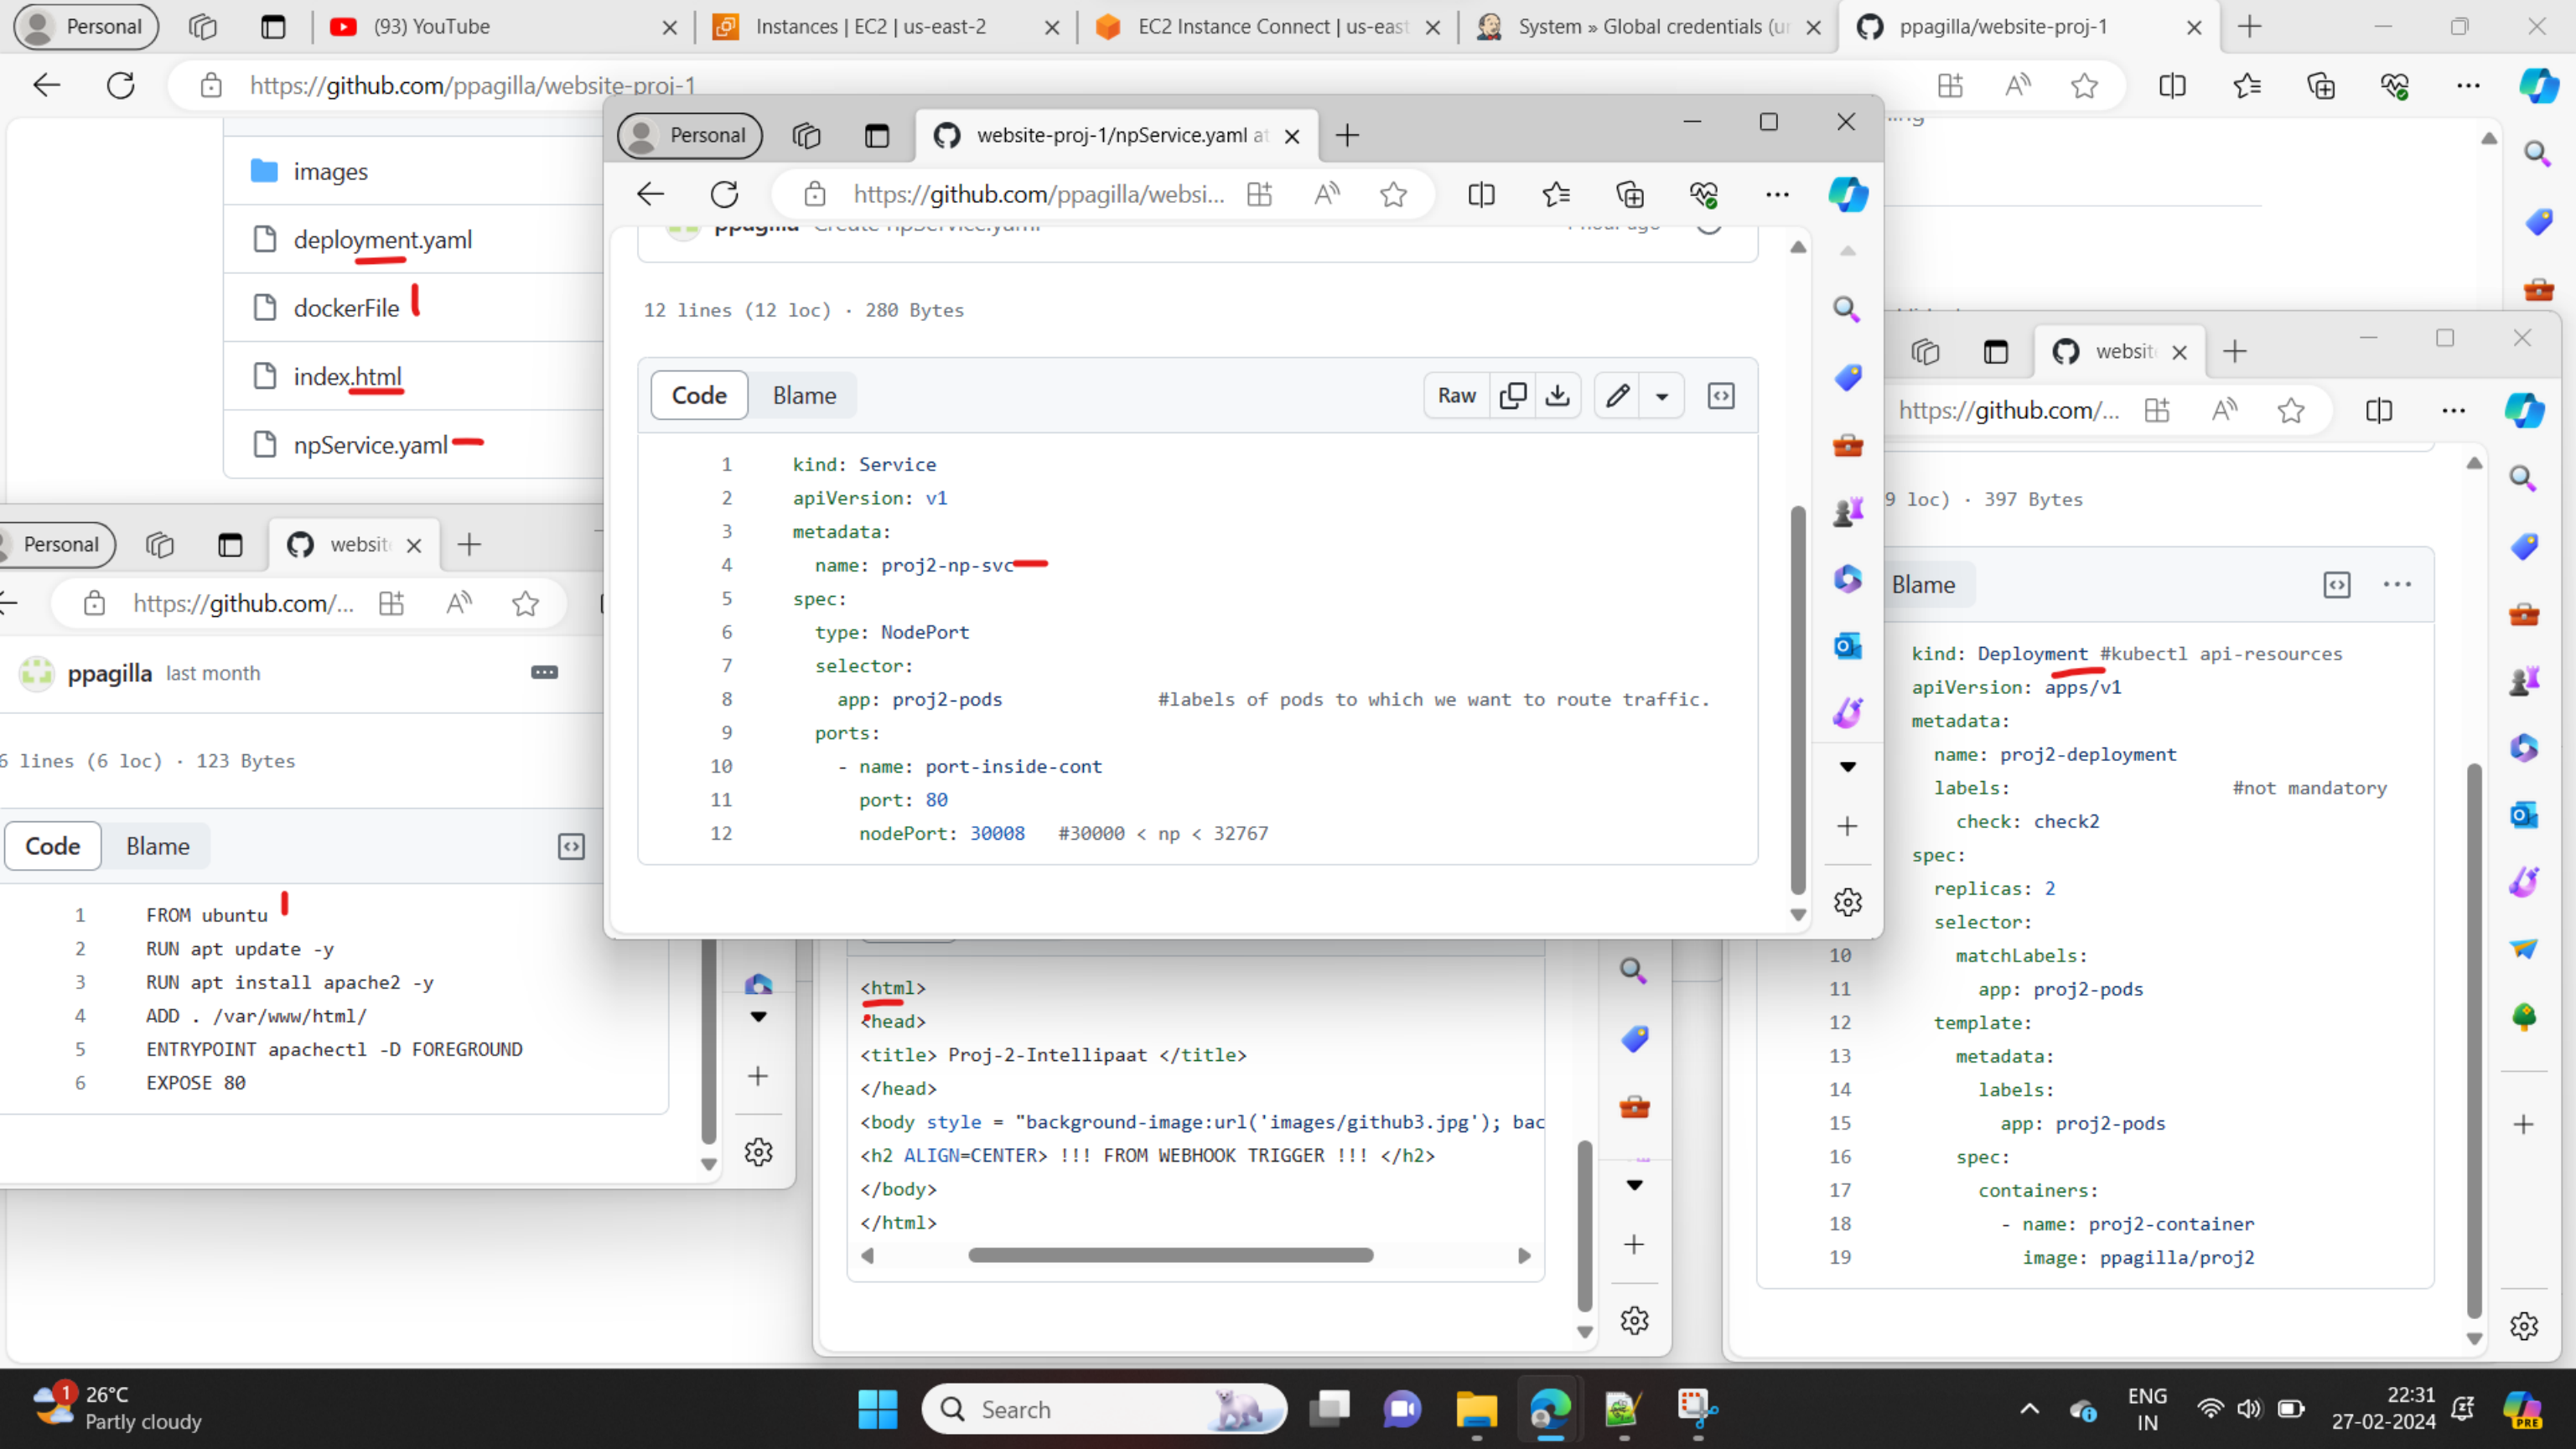 Personal
(93) YouTube
Instances | EC2 | us-east-2
EC2 Instance Connect | us-east
System » Global credentials (ur
ppagilla/website-proj-1
https://github.com/ppagilla/website-proj-1
images
deployment.yaml
dockerFile
index.html
npService.yaml
Personal
website-proj-1/npService.yaml at
https://github.com/ppagilla/websi...
ppagilla Create npService.yaml
1 hour ago
12 lines (12 loc) · 280 Bytes
Code
Blame
Raw
1 kind: Service
2 apiVersion: v1
3 metadata:
4 name: proj2-np-svc
5 spec:
6 type: NodePort
7 selector:
8 app: proj2-pods #labels of pods to which we want to route traffic.
9 ports:
10 - name: port-inside-cont
11 port: 80
12 nodePort: 30008 #30000 < np < 32767
Personal
websit
https://github.com/...
ppagilla last month
6 lines (6 loc) · 123 Bytes
Code
Blame
1 FROM ubuntu
2 RUN apt update -y
3 RUN apt install apache2 -y
4 ADD . /var/www/html/
5 ENTRYPOINT apachectl -D FOREGROUND
6 EXPOSE 80
<html>
<head>
<title> Proj-2-Intellipaat </title>
</head>
<body style = "background-image:url('images/github3.jpg'); bac
<h2 ALIGN=CENTER> !!! FROM WEBHOOK TRIGGER !!! </h2>
</body>
</html>
websit
https://github.com/...
9 loc) · 397 Bytes
Blame
kind: Deployment #kubectl api-resources
apiVersion: apps/v1
metadata:
name: proj2-deployment
labels: #not mandatory
check: check2
spec:
replicas: 2
selector:
10 matchLabels:
11 app: proj2-pods
12 template:
13 metadata:
14 labels:
15 app: proj2-pods
16 spec:
17 containers:
18 - name: proj2-container
19 image: ppagilla/proj2
1
26°C
Partly cloudy
Search
ENG
IN
22:31
27-02-2024
PRE